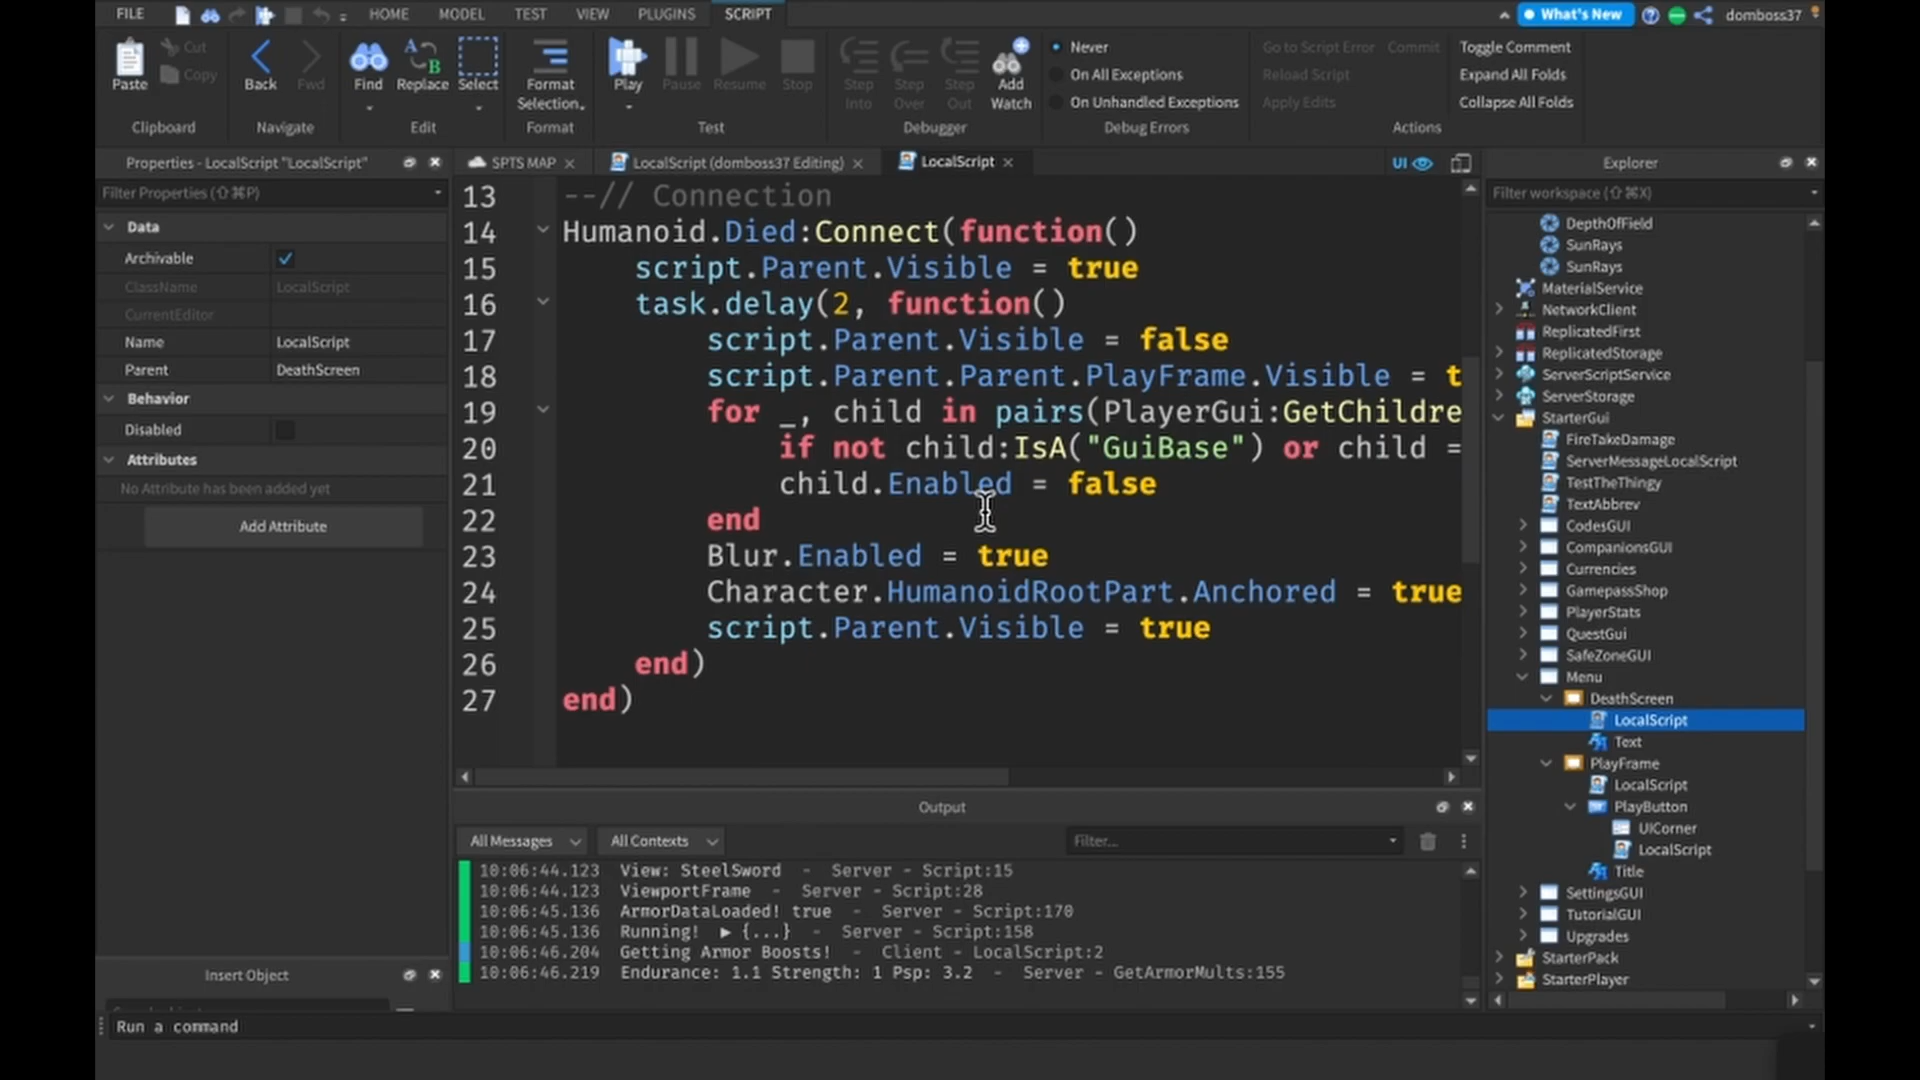 FILE
HOME
MODEL
TEST
VIEW
PLUGINS
SCRIPT
What's New
domboss37
Paste
Cut
Copy
Clipboard
Back
Fwd
Navigate
Find
Replace
Select
Edit
Format
Selection
Format
Play
Pause
Resume
Stop
Test
Step
Into
Step
Over
Step
Out
Add
Watch
Debugger
Never
On All Exceptions
On Unhandled Exceptions
Debug Errors
Go to Script Error
Commit
Reload Script
Apply Edits
Toggle Comment
Expand All Folds
Collapse All Folds
Actions
Properties - LocalScript "LocalScript"
Filter Properties (⇧⌘P)
Data
Archivable
ClassName LocalScript
CurrentEditor
Name LocalScript
Parent DeathScreen
Behavior
Disabled
Attributes
No Attribute has been added yet
Add Attribute
Insert Object
SPTS MAP
LocalScript (domboss37 Editing)
LocalScript
UI
13 --// Connection
14 Humanoid.Died:Connect(function()
15 script.Parent.Visible = true
16 task.delay(2, function()
17 script.Parent.Visible = false
18 script.Parent.Parent.PlayFrame.Visible = t
19 for _, child in pairs(PlayerGui:GetChildre
20 if not child:IsA("GuiBase") or child =
21 child.Enabled = false
22 end
23 Blur.Enabled = true
24 Character.HumanoidRootPart.Anchored = true
25 script.Parent.Visible = true
26 end)
27 end)
Output
All Messages
All Contexts
Filter...
10:06:44.123 View: SteelSword - Server - Script:15
10:06:44.123 ViewportFrame - Server - Script:28
10:06:45.136 ArmorDataLoaded! true - Server - Script:170
10:06:45.136 Running! ▶ {...} - Server - Script:158
10:06:46.204 Getting Armor Boosts! - Client - LocalScript:2
10:06:46.219 Endurance: 1.1 Strength: 1 Psp: 3.2 - Server - GetArmorMults:155
Explorer
Filter workspace (⇧⌘X)
DepthOfField
SunRays
SunRays
MaterialService
NetworkClient
ReplicatedFirst
ReplicatedStorage
ServerScriptService
ServerStorage
StarterGui
FireTakeDamage
ServerMessageLocalScript
TestTheThingy
TextAbbrev
CodesGUI
CompanionsGUI
Currencies
GamepassShop
PlayerStats
QuestGui
SafeZoneGUI
Menu
DeathScreen
LocalScript
Text
PlayFrame
LocalScript
PlayButton
UICorner
LocalScript
Title
SettingsGUI
TutorialGUI
Upgrades
StarterPack
StarterPlayer
Run a command